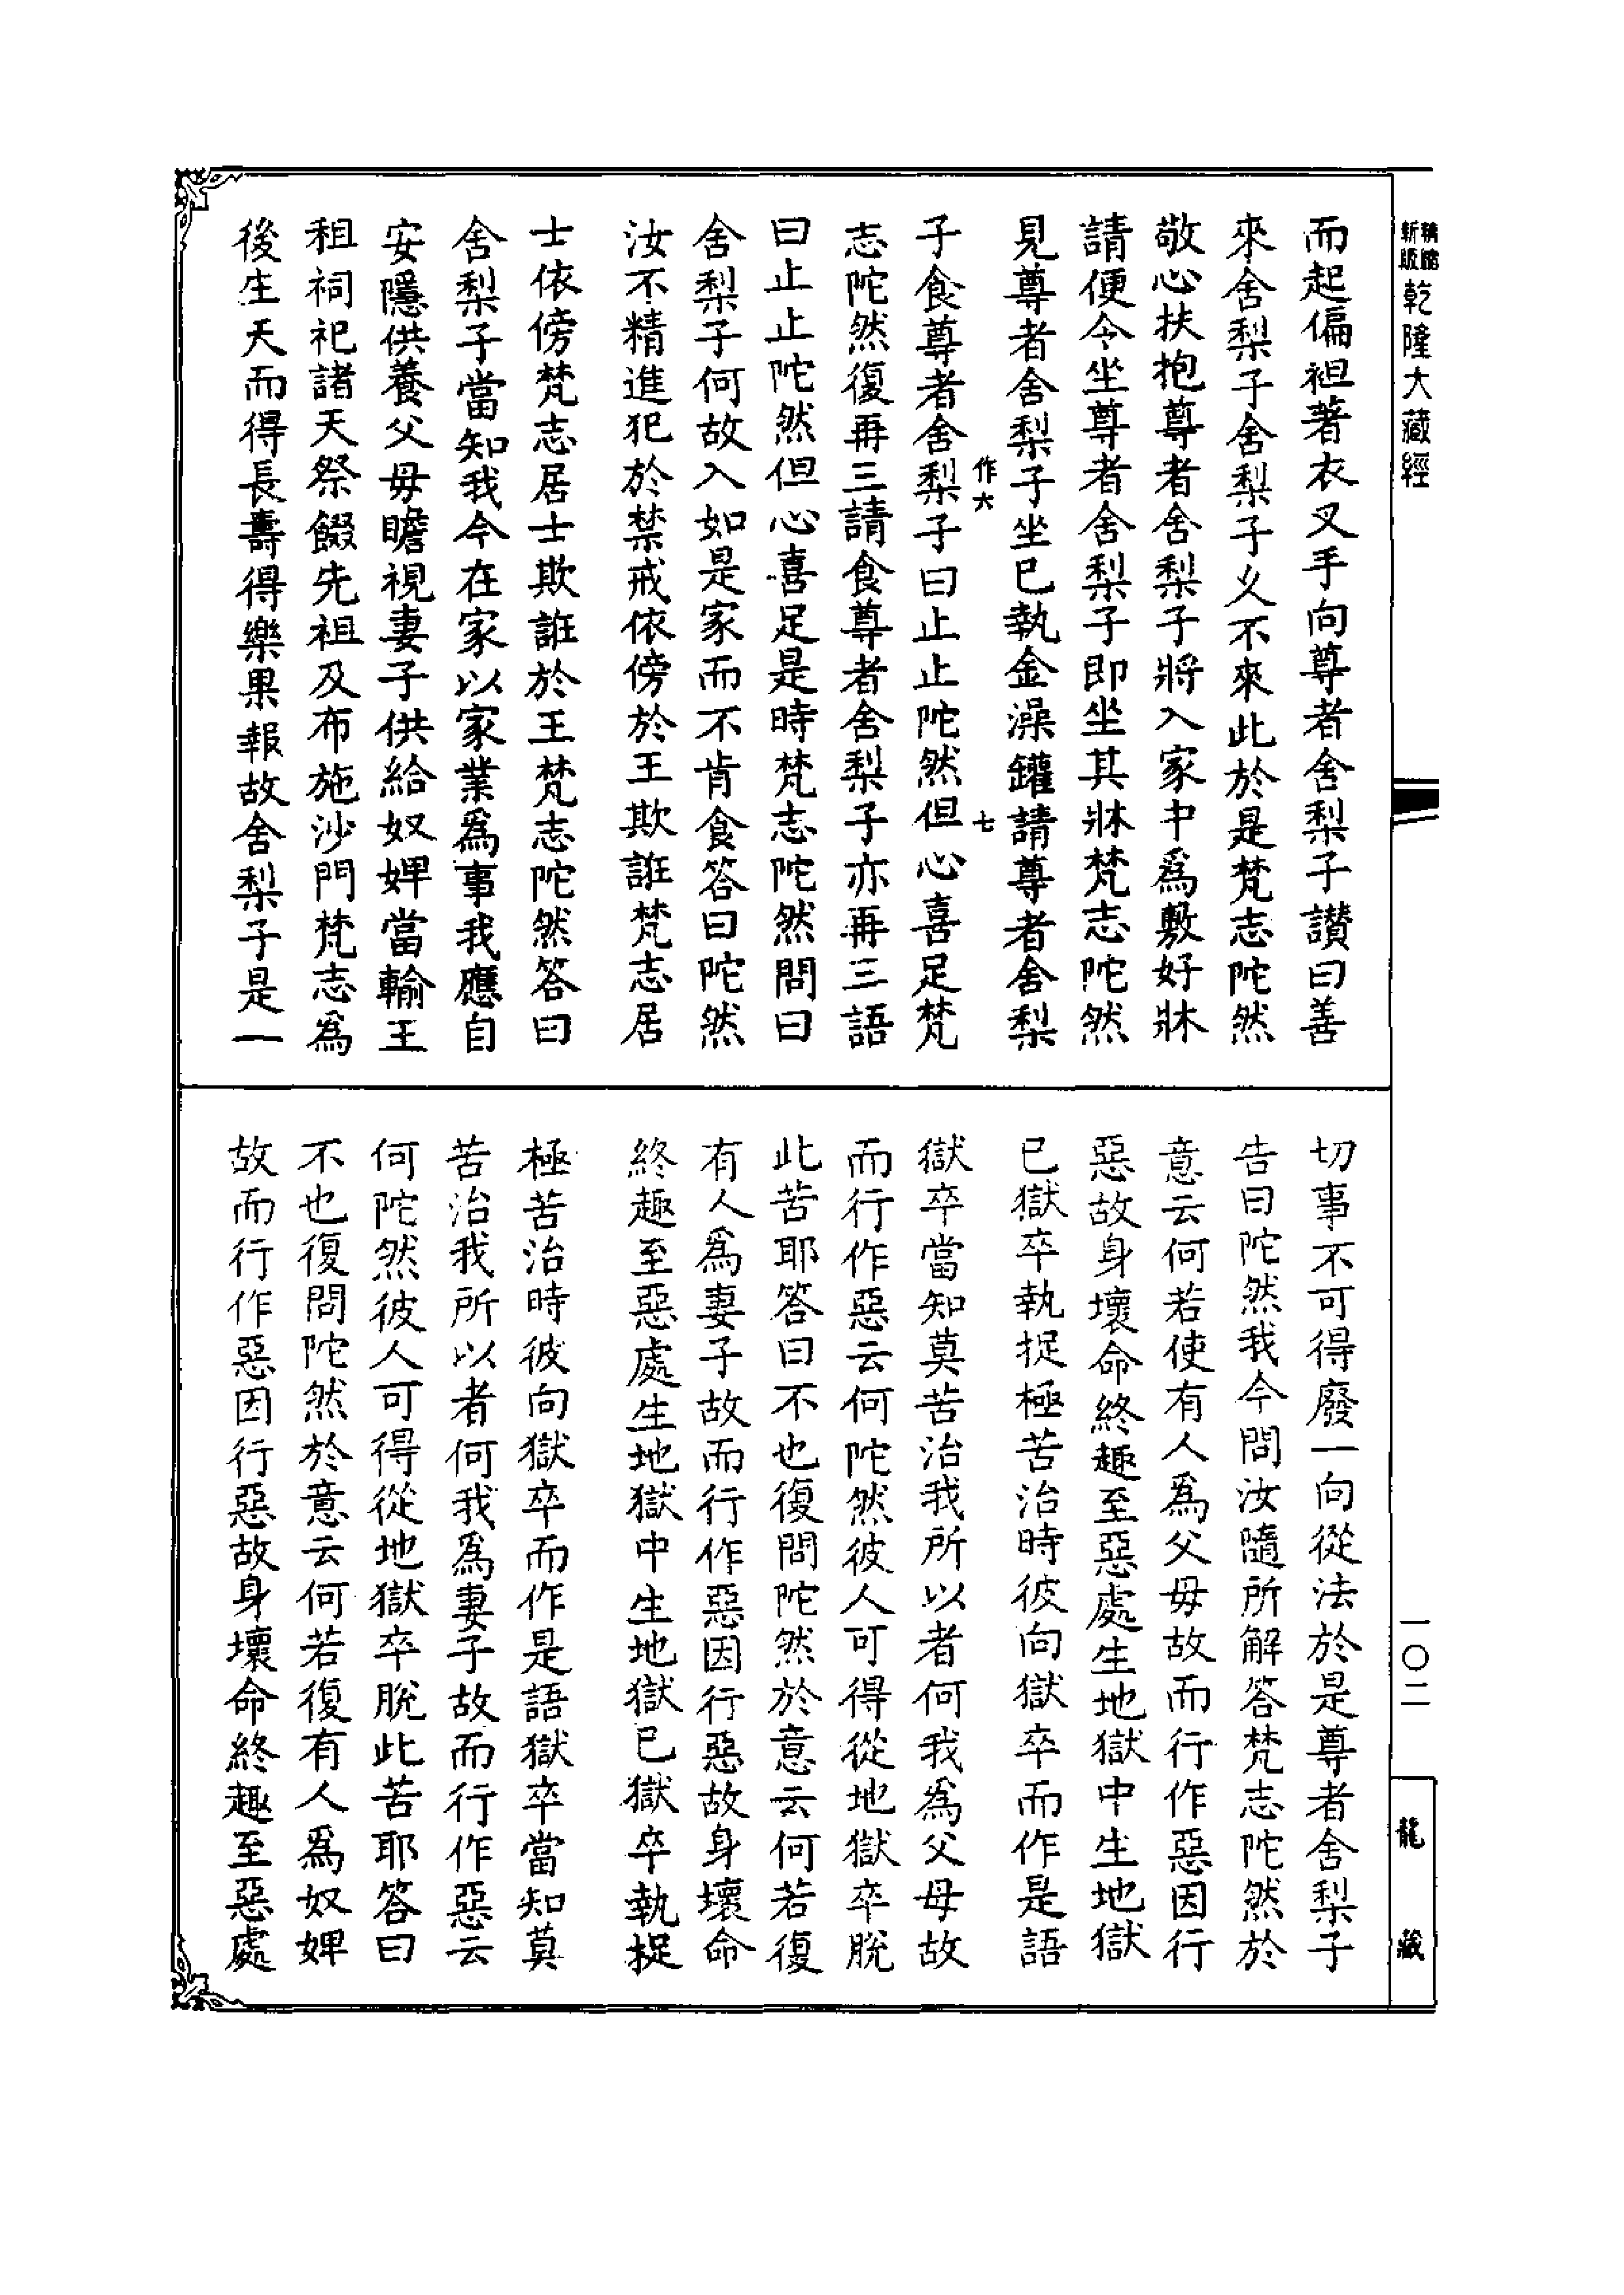 精縮
新版
乾隆大藏經
而起偏袒著衣叉手向尊者舍梨子讚曰善
來舍梨子舍梨子乆不來此於是梵志陀然
敬心扶抱尊者舍梨子將入家中爲敷好牀
請便令坐尊者舍梨子即坐其牀梵志陀然
見尊者舍梨子坐已執金澡罐請尊者舍梨
作六 七
子食尊者舍梨子曰止止陀然但心喜足梵
志陀然復再三請食尊者舍梨子亦再三語
曰止止陀然但心喜足是時梵志陀然問曰
舍梨子何故入如是家而不肯食答曰陀然
汝不精進犯於禁戒依傍於王欺誑梵志居
士依傍梵志居士欺誑於王梵志陀然答曰
舍梨子當知我今在家以家業爲事我應自
安隱供養父母瞻視妻子供給奴婢當輸王
租祠祀諸天祭餟先祖及布施沙門梵志爲
後生天而得長壽得樂果報故舍梨子是一
切事不可得廢一向從法於是尊者舍梨子
告曰陀然我今問汝隨所解答梵志陀然於
意云何若使有人爲父母故而行作惡因行
惡故身壞命終趣至惡處生地獄中生地獄
已獄卒執捉極苦治時彼向獄卒而作是語
獄卒當知莫苦治我所以者何我爲父母故
而行作惡云何陀然彼人可得從地獄卒脫
此苦耶答曰不也復問陀然於意云何若復
有人爲妻子故而行作惡因行惡故身壞命
終趣至惡處生地獄中生地獄已獄卒執捉
極苦治時彼向獄卒而作是語獄卒當知莫
苦治我所以者何我爲妻子故而行作惡云
何陀然彼人可得從地獄卒脫此苦耶答曰
不也復問陀然於意云何若復有人爲奴婢
故而行作惡因行惡故身壞命終趣至惡處
一〇二
龍藏